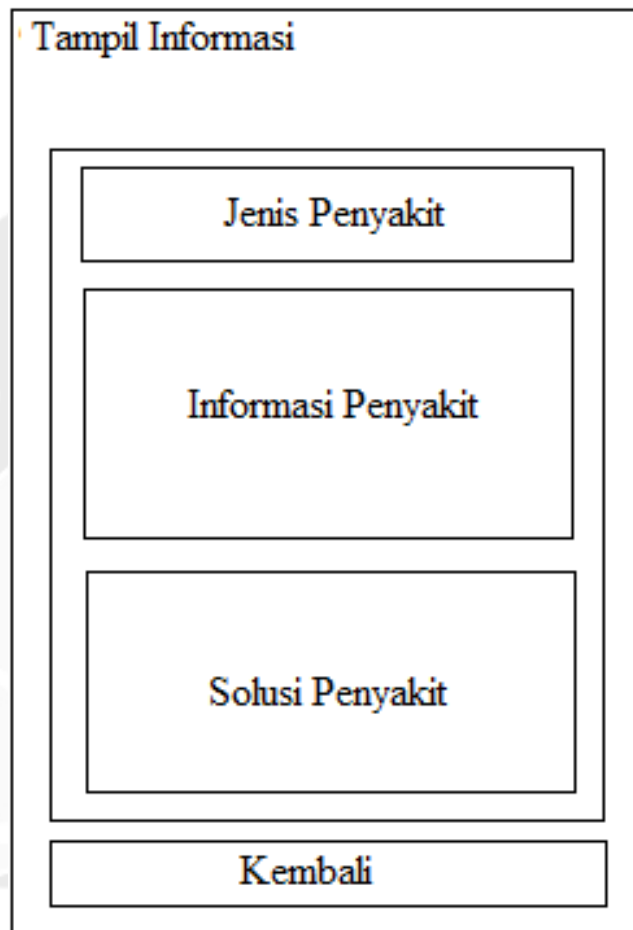 Tampil Informasi
Jenis Penyakit
Informasi Penyakit
Solusi Penyakit
Kembali